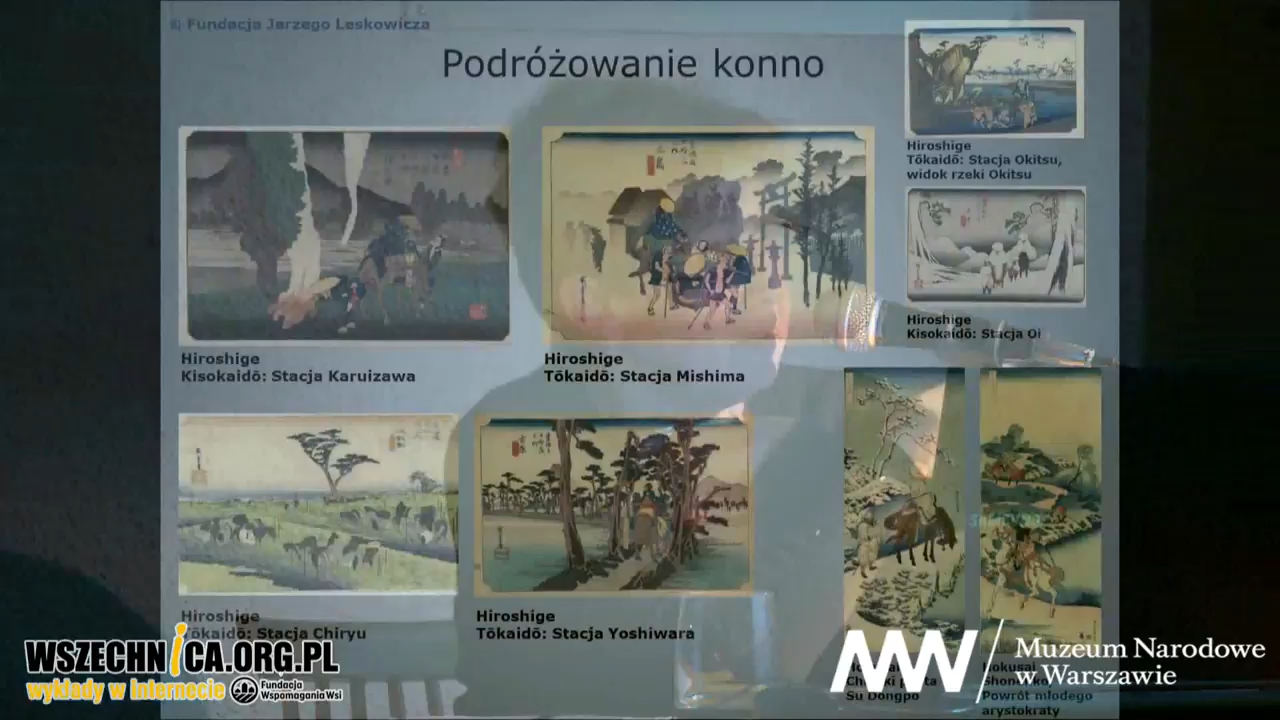 © Fundacja Jerzego Leskowicza
Podróżowanie konno
Hiroshige
Tōkaidō: Stacja Okitsu,
widok rzeki Okitsu
Hiroshige
Kisokaidō: Stacja Oi
Hiroshige
Kisokaidō: Stacja Karuizawa
Hiroshige
Tōkaidō: Stacja Mishima
Hiroshige
Tōkaidō: Stacja Chiryu
Hiroshige
Tōkaidō: Stacja Yoshiwara
Su Dongpo
Hokusai
Powrót młodego
arystokraty
WSZECHNICA.ORG.PL
wykłady w Internecie
Fundacja
Wspomagania Wsi
Muzeum Narodowe
w Warszawie